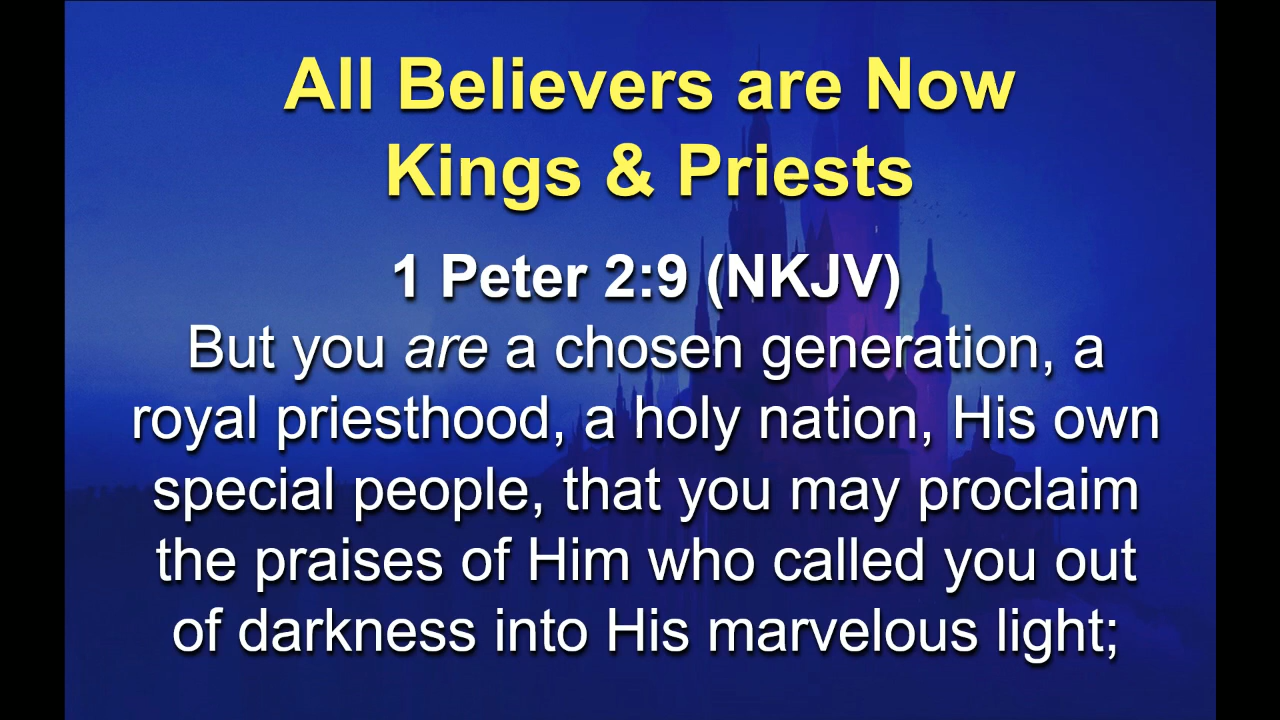 All Believers are Now
Kings & Priests
1 Peter 2:9 (NKJV)
But you are a chosen generation, a
royal priesthood, a holy nation, His own
special people, that you may proclaim
the praises of Him who called you out
of darkness into His marvelous light;